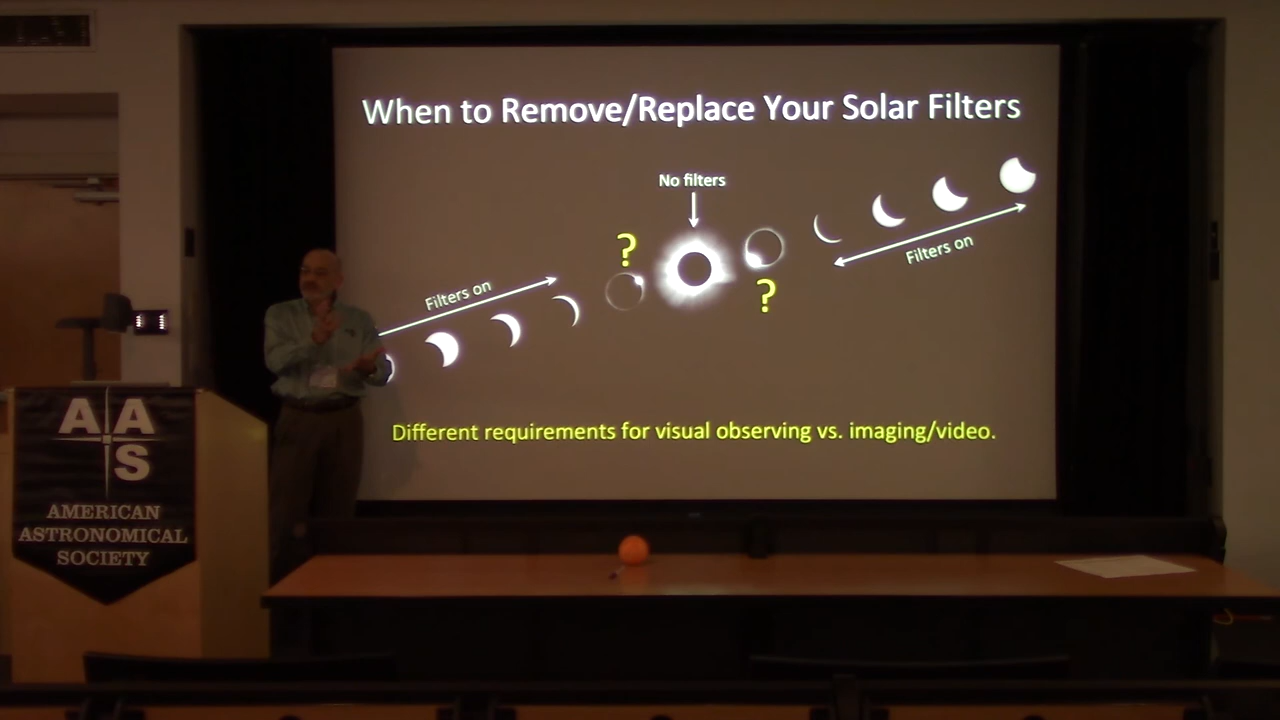 When to Remove/Replace Your Solar Filters
No filters
?
Filters on
Filters on
?
Different requirements for visual observing vs. imaging/video.
A A
S
AMERICAN
ASTRONOMICAL
SOCIETY